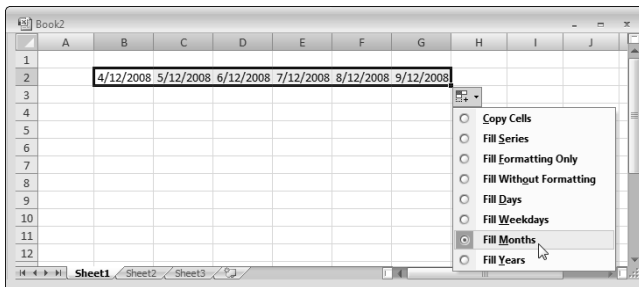 Book2
A B C D E F G H I J
1
2 4/12/2008 5/12/2008 6/12/2008 7/12/2008 8/12/2008 9/12/2008
3
4 Copy Cells
5 Fill Series
6 Fill Formatting Only
7 Fill Without Formatting
8
9 Fill Days
10 Fill Weekdays
11 Fill Months
12 Fill Years
Sheet1 Sheet2 Sheet3